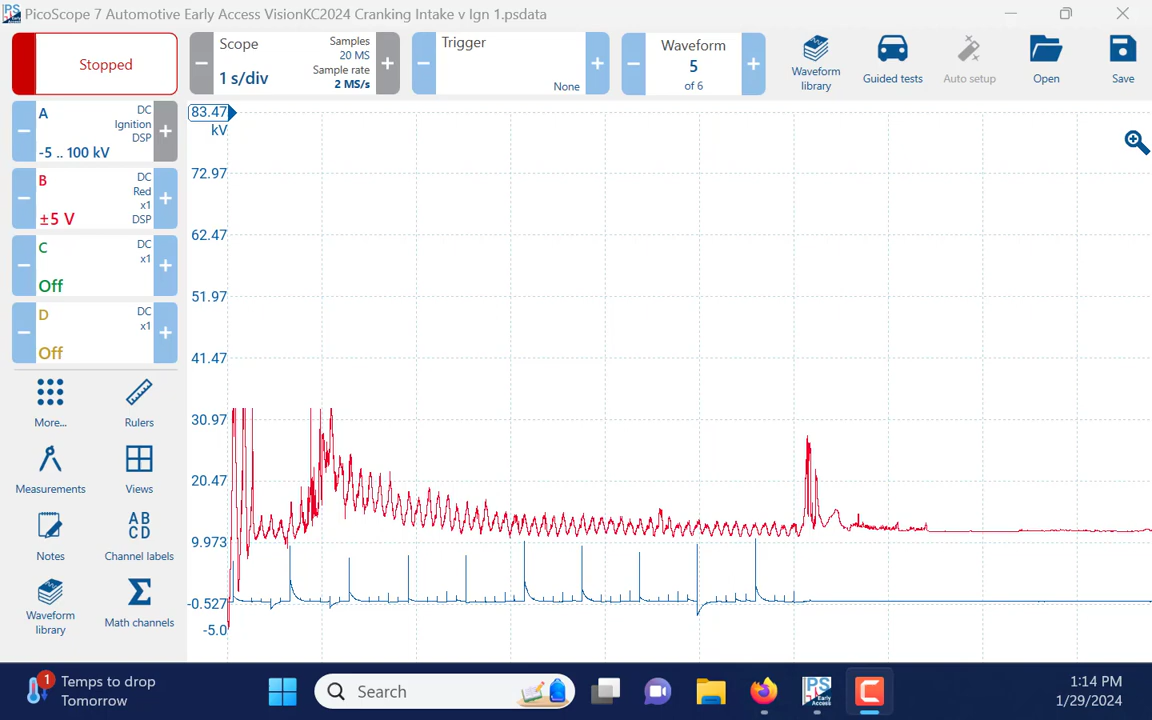 PicoScope 7 Automotive Early Access VisionKC2024 Cranking Intake v Ign 1.psdata
Stopped
Scope
1 s/div
Samples
20 MS
Sample rate
2 MS/s
Trigger
None
Waveform
5
of 6
Waveform
library
Guided tests
Auto setup
Open
Save
A
DC
Ignition
DSP
-5 .. 100 kV
B
DC
Red
x1
DSP
±5 V
C
DC
x1
Off
D
DC
x1
Off
More...
Rulers
Measurements
Views
Notes
A B
C D
Channel labels
Waveform
library
Math channels
83.47
kV
72.97
62.47
51.97
41.47
30.97
20.47
9.973
-0.527
-5.0
1
Temps to drop
Tomorrow
Search
PS
Early
Access
1:14 PM
1/29/2024